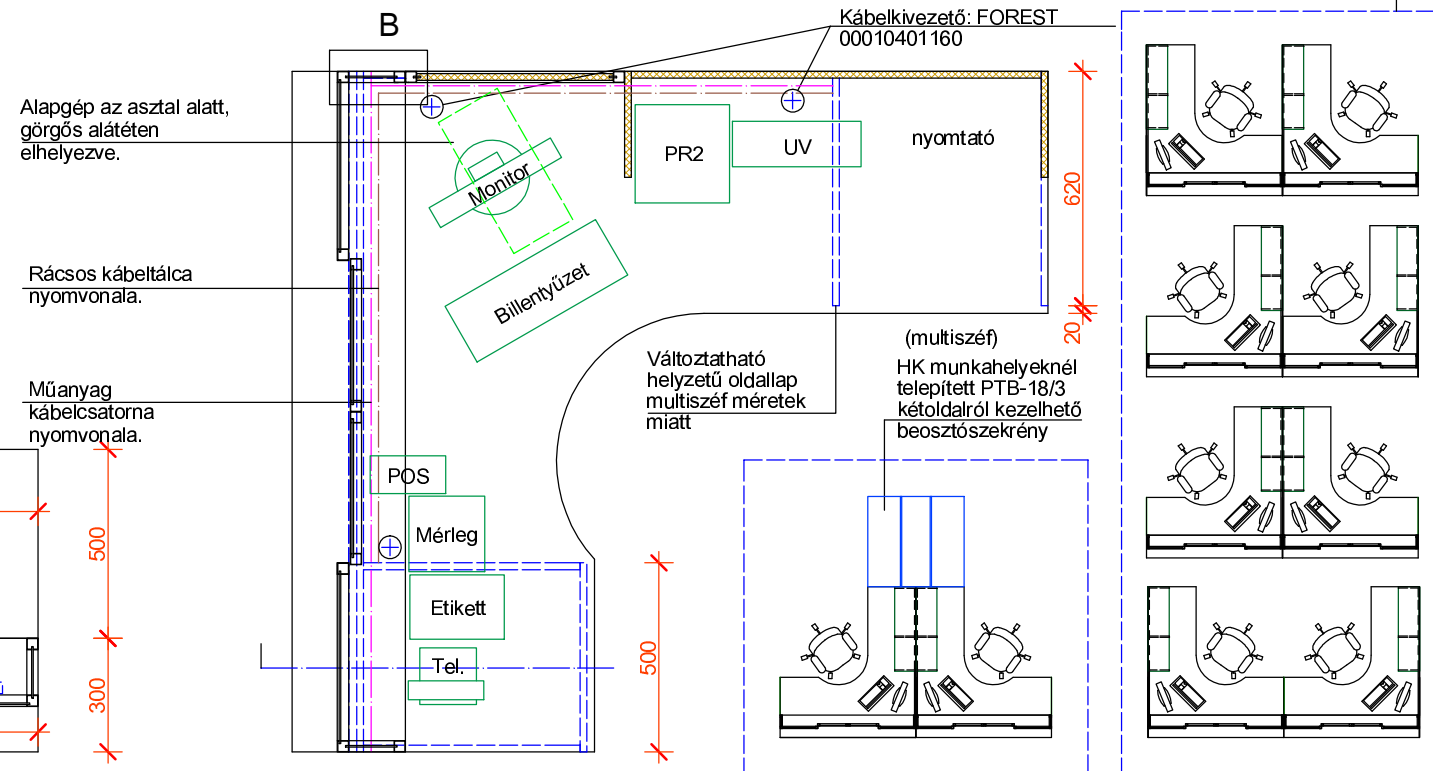 B
Kábelkivezető: FOREST
00010401160
Alapgép az asztal alatt,
görgős alátéten
elhelyezve.
Monitor
PR2
UV
nyomtató
620
20
Rácsos kábeltálca
nyomvonala.
Billentyűzet
Változtatható
helyzetű oldallap
multiszéf méretek
miatt
(multiszéf)
HK munkahelyeknél
telepített PTB-18/3
kétoldalról kezelhető
beosztószekrény
Műanyag
kábelcsatorna
nyomvonala.
POS
Mérleg
Etikett
Tel.
500
300
500